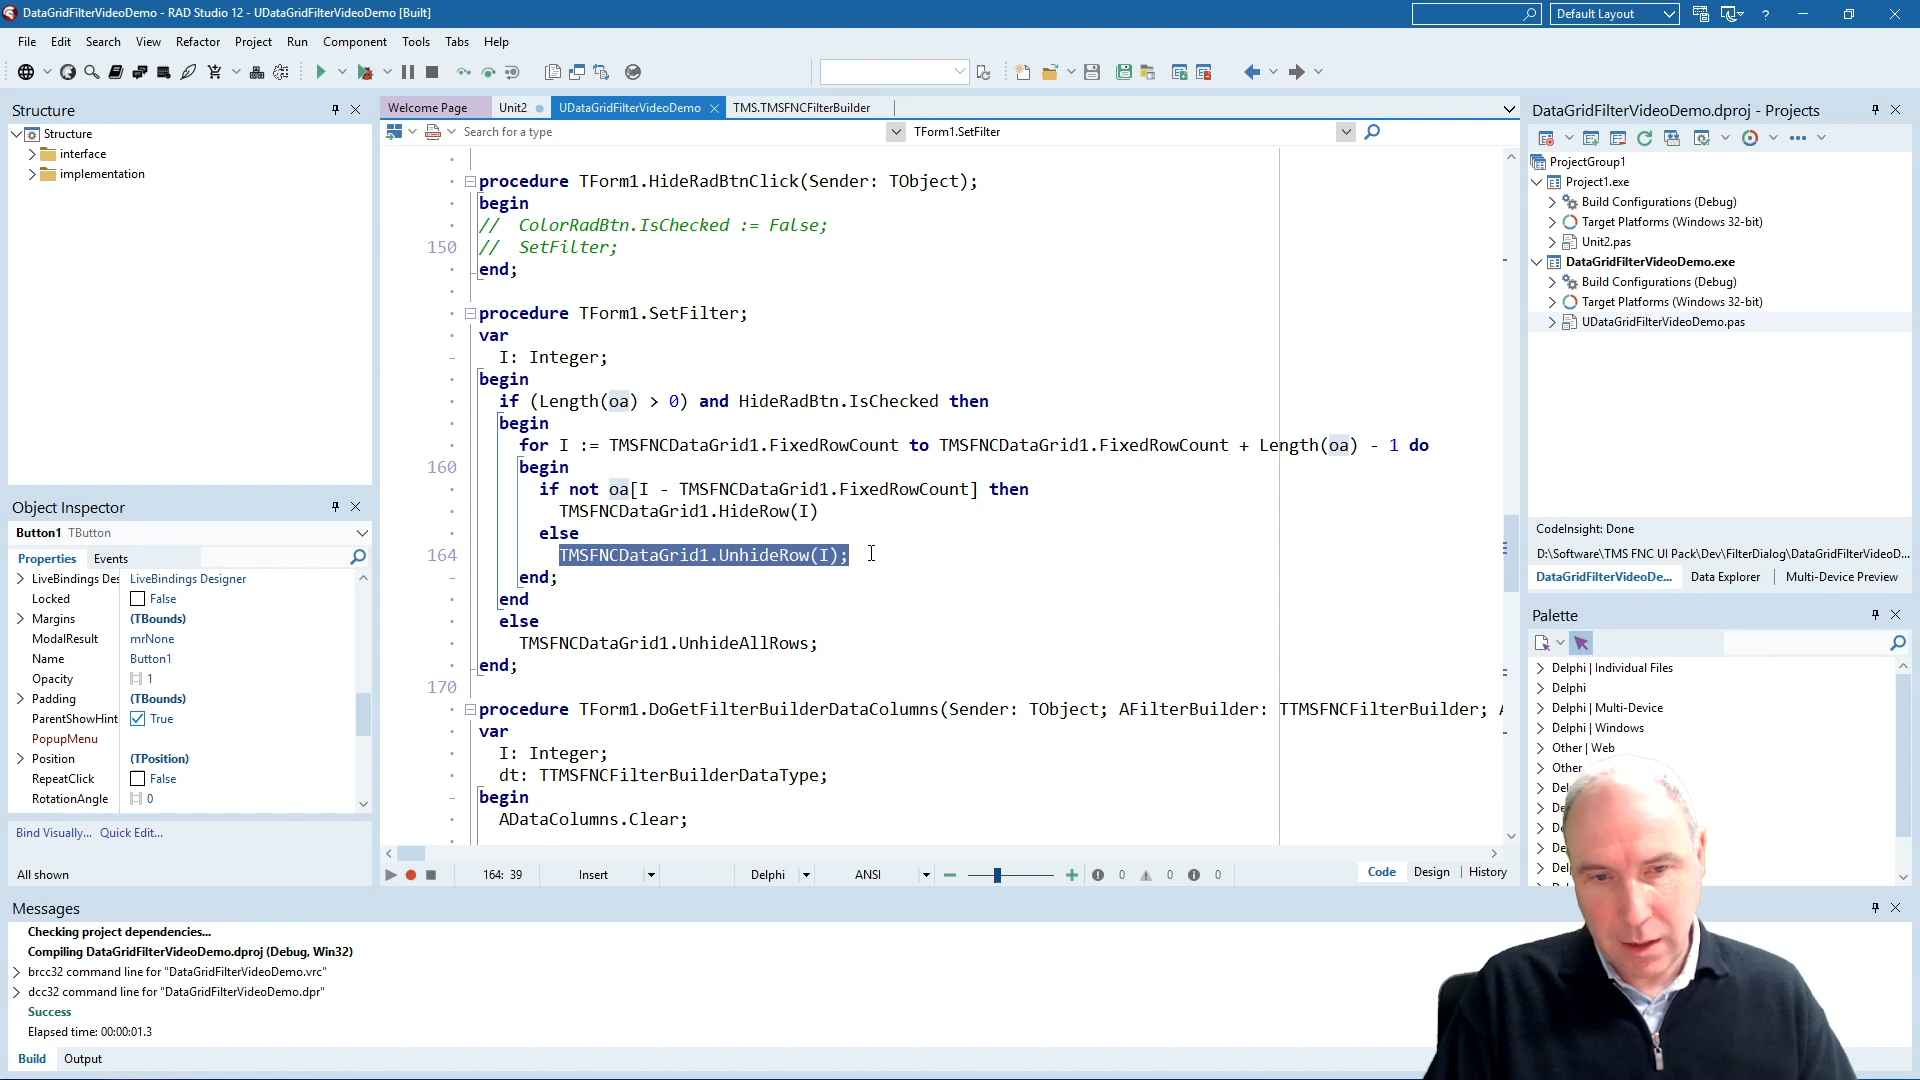 DataGridFilterVideoDemo - RAD Studio 12 - UDataGridFilterVideoDemo [Built]
Default Layout
?
File Edit Search View Refactor Project Run Component Tools Tabs Help
Structure
Structure
interface
implementation
Object Inspector
Button1 TButton
Properties Events
LiveBindings Des LiveBindings Designer
Locked False
Margins (TBounds)
ModalResult mrNone
Name Button1
Opacity 1
Padding (TBounds)
ParentShowHint True
PopupMenu
Position (TPosition)
RepeatClick False
RotationAngle 0
Bind Visually... Quick Edit...
All shown
Welcome Page Unit2 UDataGridFilterVideoDemo TMS.TMSFNCFilterBuilder
Search for a type TForm1.SetFilter
procedure TForm1.HideRadBtnClick(Sender: TObject);
begin
// ColorRadBtn.IsChecked := False;
150 // SetFilter;
end;
procedure TForm1.SetFilter;
var
I: Integer;
begin
if (Length(oa) > 0) and HideRadBtn.IsChecked then
begin
for I := TMSFNCDataGrid1.FixedRowCount to TMSFNCDataGrid1.FixedRowCount + Length(oa) - 1 do
160 begin
if not oa[I - TMSFNCDataGrid1.FixedRowCount] then
TMSFNCDataGrid1.HideRow(I)
else
164 TMSFNCDataGrid1.UnhideRow(I);
end;
end
else
TMSFNCDataGrid1.UnhideAllRows;
end;
170
procedure TForm1.DoGetFilterBuilderDataColumns(Sender: TObject; AFilterBuilder: TTMSFNCFilterBuilder; A
var
I: Integer;
dt: TTMSFNCFilterBuilderDataType;
begin
ADataColumns.Clear;
164: 39 Insert Delphi ANSI 0 0 0 Code Design History
DataGridFilterVideoDemo.dproj - Projects
ProjectGroup1
Project1.exe
Build Configurations (Debug)
Target Platforms (Windows 32-bit)
Unit2.pas
DataGridFilterVideoDemo.exe
Build Configurations (Debug)
Target Platforms (Windows 32-bit)
UDataGridFilterVideoDemo.pas
CodeInsight: Done
D:\Software\TMS FNC UI Pack\Dev\FilterDialog\DataGridFilterVideoD...
DataGridFilterVideoDe... Data Explorer Multi-Device Preview
Palette
Delphi | Individual Files
Delphi
Delphi | Multi-Device
Delphi | Windows
Other | Web
Other
Del
De
De
De
Del
Messages
Checking project dependencies...
Compiling DataGridFilterVideoDemo.dproj (Debug, Win32)
brcc32 command line for "DataGridFilterVideoDemo.vrc"
dcc32 command line for "DataGridFilterVideoDemo.dpr"
Success
Elapsed time: 00:00:01.3
Build Output